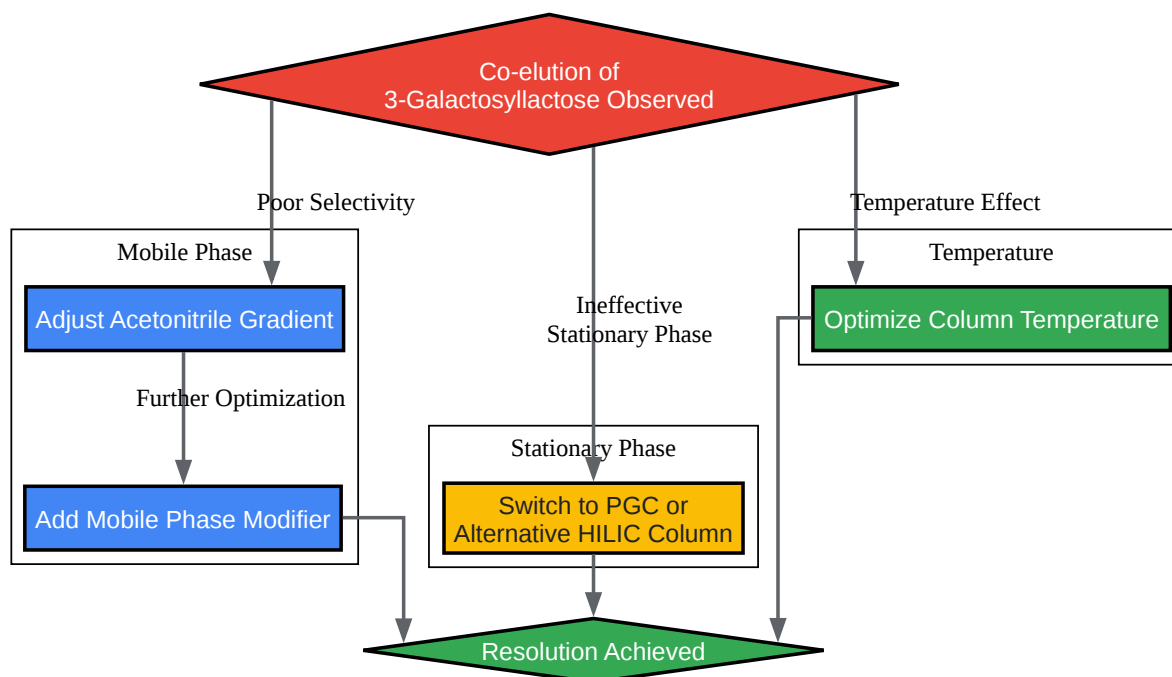 Co-elution of
3-Galactosyllactose Observed
Poor Selectivity
Temperature Effect
Mobile Phase
Temperature
Adjust Acetonitrile Gradient
Ineffective
Stationary Phase
Optimize Column Temperature
Further Optimization
Stationary Phase
Add Mobile Phase Modifier
Switch to PGC or
Alternative HILIC Column
Resolution Achieved